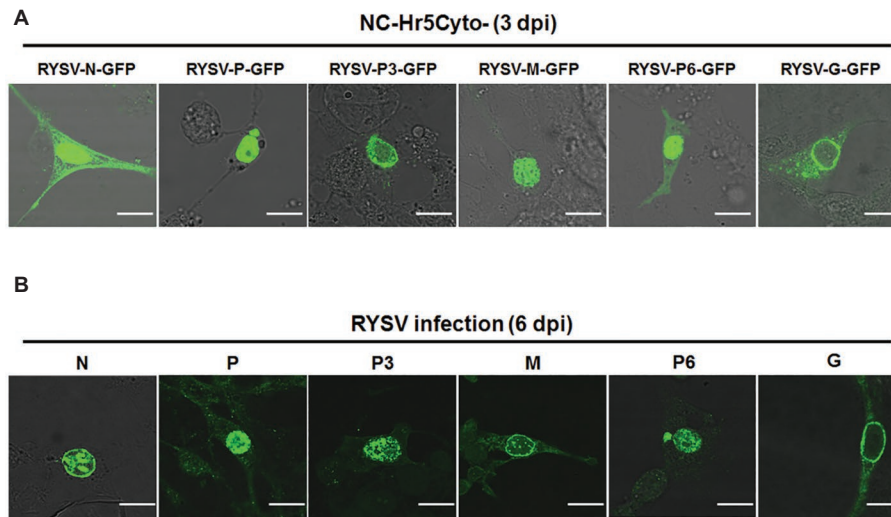 A
NC-Hr5Cyto- (3 dpi)
RYSV-N-GFP RYSV-P-GFP RYSV-P3-GFP RYSV-M-GFP RYSV-P6-GFP RYSV-G-GFP
B
RYSV infection (6 dpi)
N P P3 M P6 G